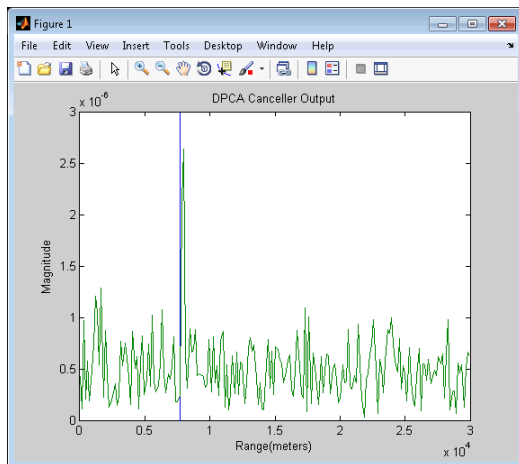 Figure 1
File Edit View Insert Tools Desktop Window Help
x 10⁻⁶
DPCA Canceller Output
3
2.5
2
1.5
1
0.5
0
Magnitude
0 0.5 1 1.5 2 2.5 3
Range(meters)
x 10⁴